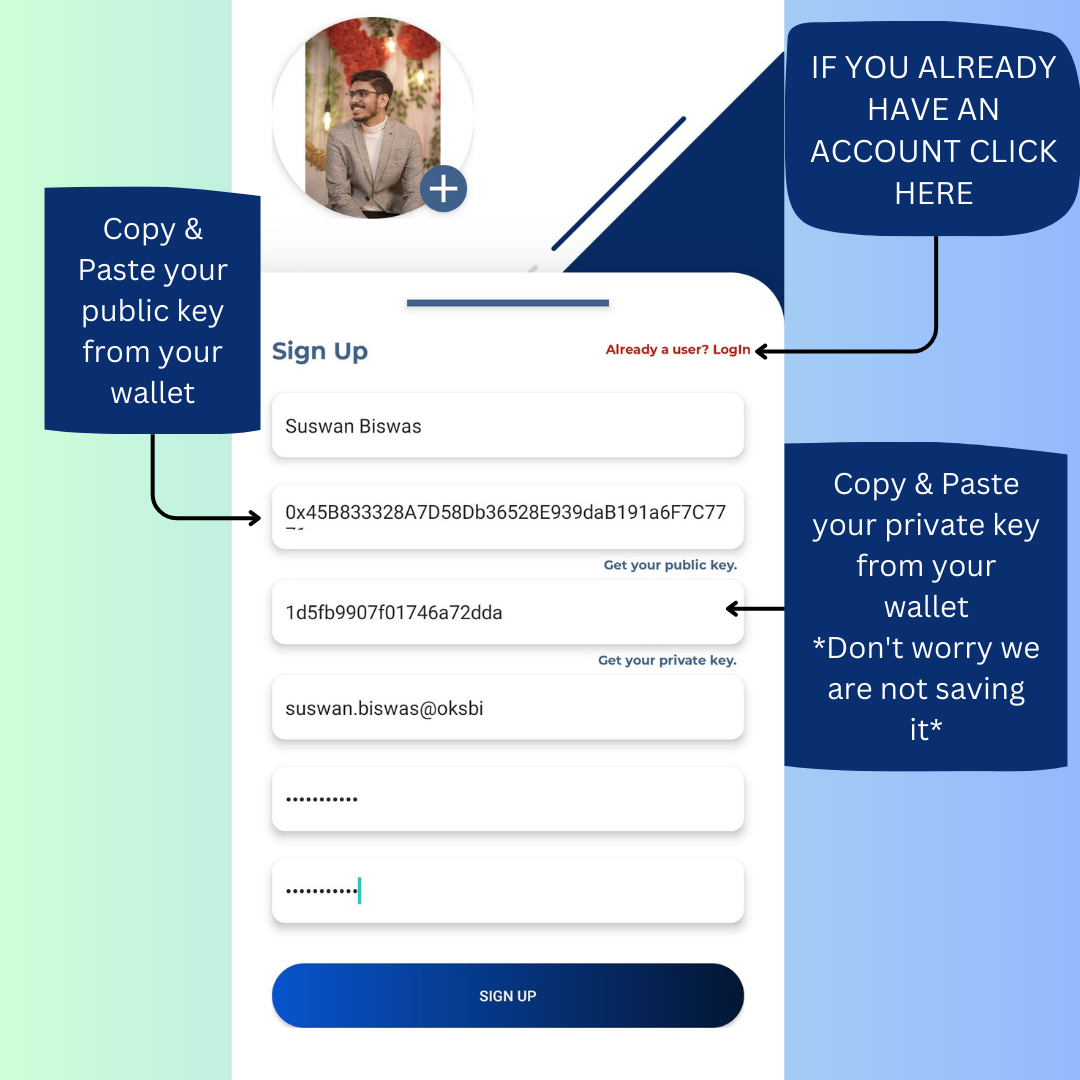 IF YOU ALREADY
HAVE AN
ACCOUNT CLICK
HERE
Copy &
Paste your
public key
from your
wallet
Sign Up
Already a user? LogIn
Suswan Biswas
0x45B833328A7D58Db36528E939daB191a6F7C77
Get your public key.
1d5fb9907f01746a72dda
Get your private key.
Copy & Paste
your private key
from your
wallet
*Don't worry we
are not saving
it*
suswan.biswas@oksbi
•••••••••••
•••••••••••
SIGN UP